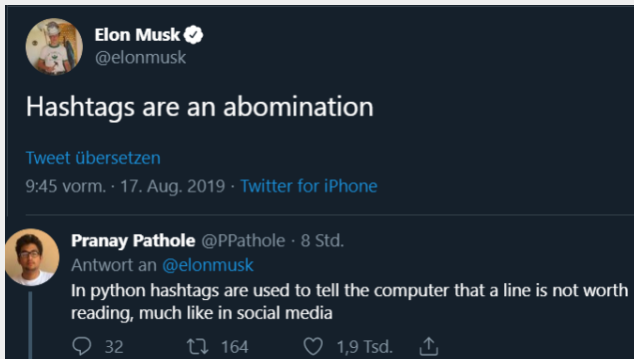 Elon Musk
@elonmusk
Hashtags are an abomination
Tweet übersetzen
9:45 vorm. · 17. Aug. 2019 · Twitter for iPhone
Pranay Pathole @PPathole · 8 Std.
Antwort an @elonmusk
In python hashtags are used to tell the computer that a line is not worth
reading, much like in social media
32 164 1,9 Tsd.